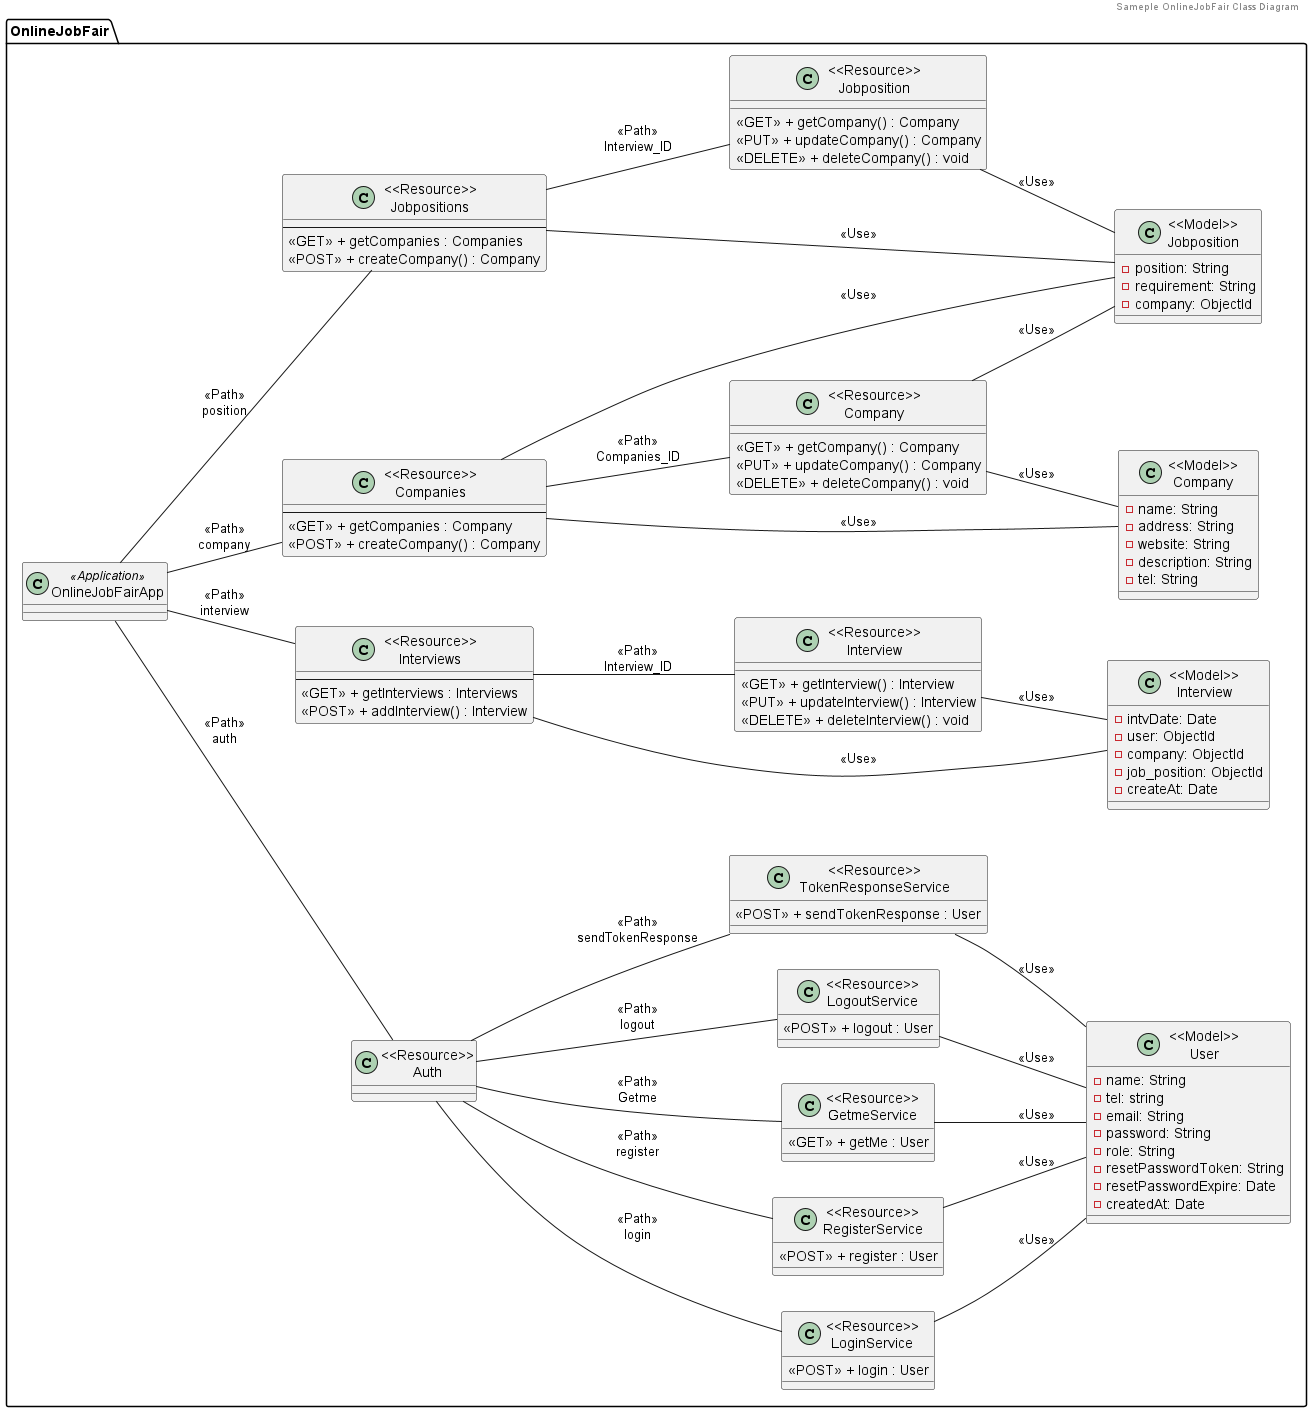 Sameple OnlineJobFair Class Diagram
OnlineJobFair
<<Resource>>
Jobposition
«GET» + getCompany() : Company
«PUT» + updateCompany() : Company
«DELETE» + deleteCompany() : void
«Path»
Interview_ID
<<Resource>>
Jobpositions
«GET» + getCompanies : Companies
«POST» + createCompany() : Company
«Use»
«Use»
<<Model>>
Jobposition
position: String
requirement: String
company: ObjectId
«Use»
«Use»
«Path»
position
<<Resource>>
Company
«GET» + getCompany() : Company
«PUT» + updateCompany() : Company
«DELETE» + deleteCompany() : void
«Path»
Companies_ID
<<Resource>>
Companies
«GET» + getCompanies : Company
«POST» + createCompany() : Company
«Use»
«Use»
<<Model>>
Company
name: String
address: String
website: String
description: String
tel: String
«Path»
company
«Application»
OnlineJobFairApp
«Path»
interview
<<Resource>>
Interviews
«GET» + getInterviews : Interviews
«POST» + addInterview() : Interview
«Path»
Interview_ID
<<Resource>>
Interview
«GET» + getInterview() : Interview
«PUT» + updateInterview() : Interview
«DELETE» + deleteInterview() : void
«Use»
«Use»
<<Model>>
Interview
intvDate: Date
user: ObjectId
company: ObjectId
job_position: ObjectId
createAt: Date
«Path»
auth
<<Resource>>
TokenResponseService
«POST» + sendTokenResponse : User
«Path»
sendTokenResponse
«Use»
<<Resource>>
LogoutService
«POST» + logout : User
«Path»
logout
«Use»
<<Resource>>
Auth
«Path»
Getme
<<Resource>>
GetmeService
«GET» + getMe : User
«Use»
<<Model>>
User
name: String
tel: string
email: String
password: String
role: String
resetPasswordToken: String
resetPasswordExpire: Date
createdAt: Date
«Path»
register
<<Resource>>
RegisterService
«POST» + register : User
«Use»
«Path»
login
<<Resource>>
LoginService
«POST» + login : User
«Use»